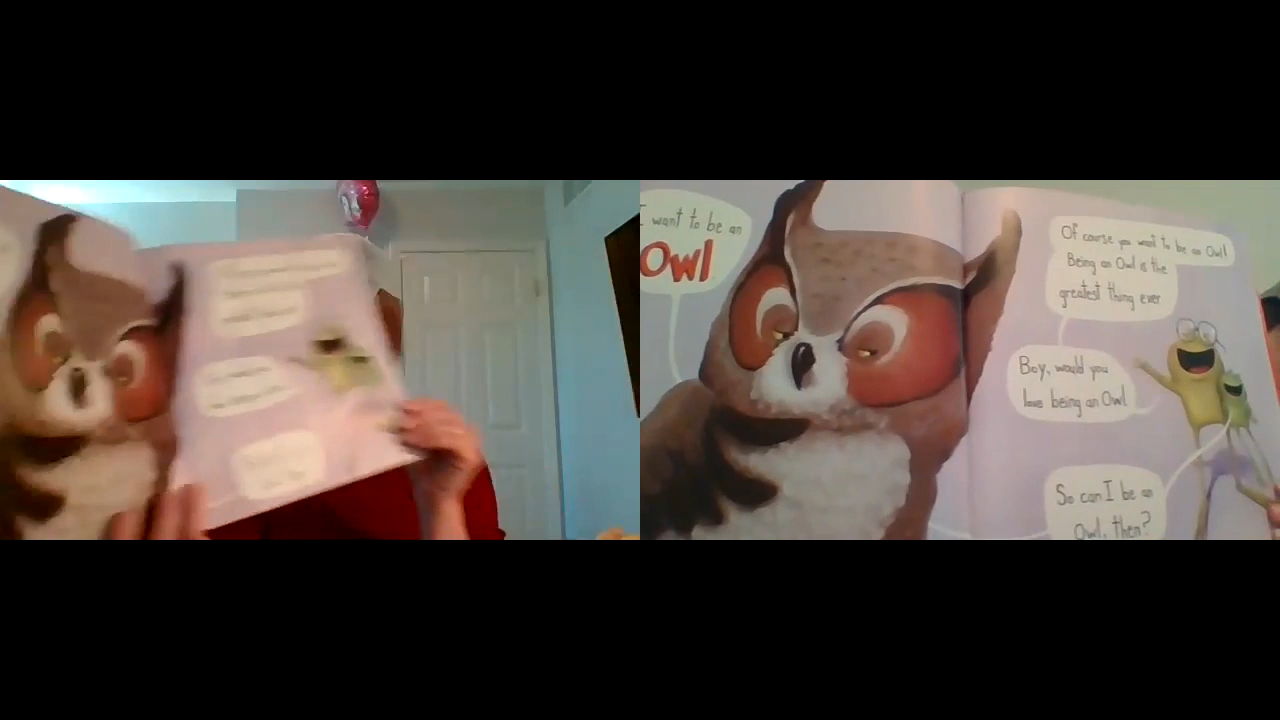 I want to be an
Owl
Of course you want to be an Owl!
Being an Owl is the
greatest thing ever
Boy, would you
love being an Owl
So can I be an
Owl, then?